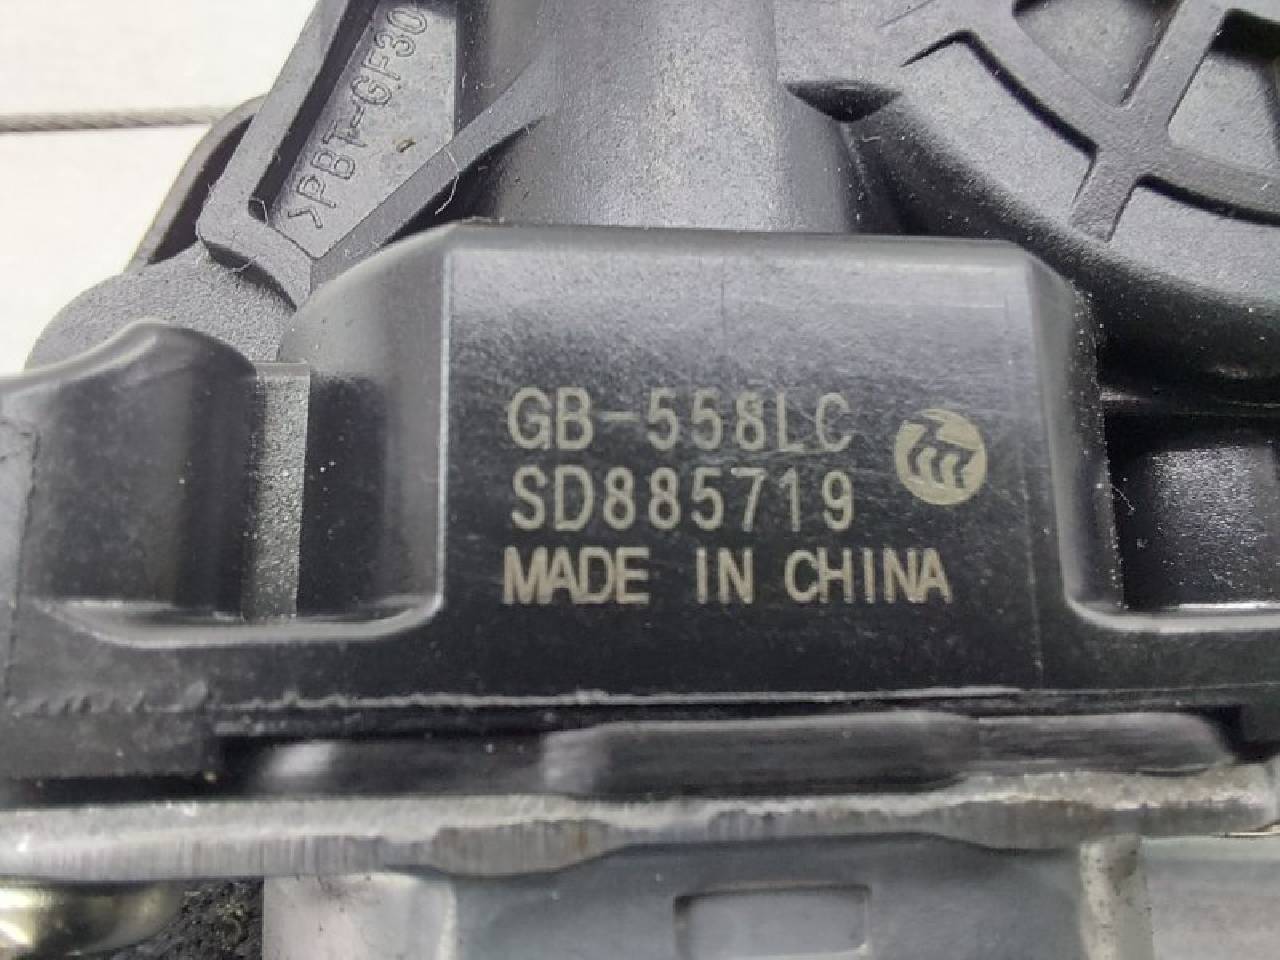 >PBT-GF30
GB-558LC
SD885719
MADE IN CHINA